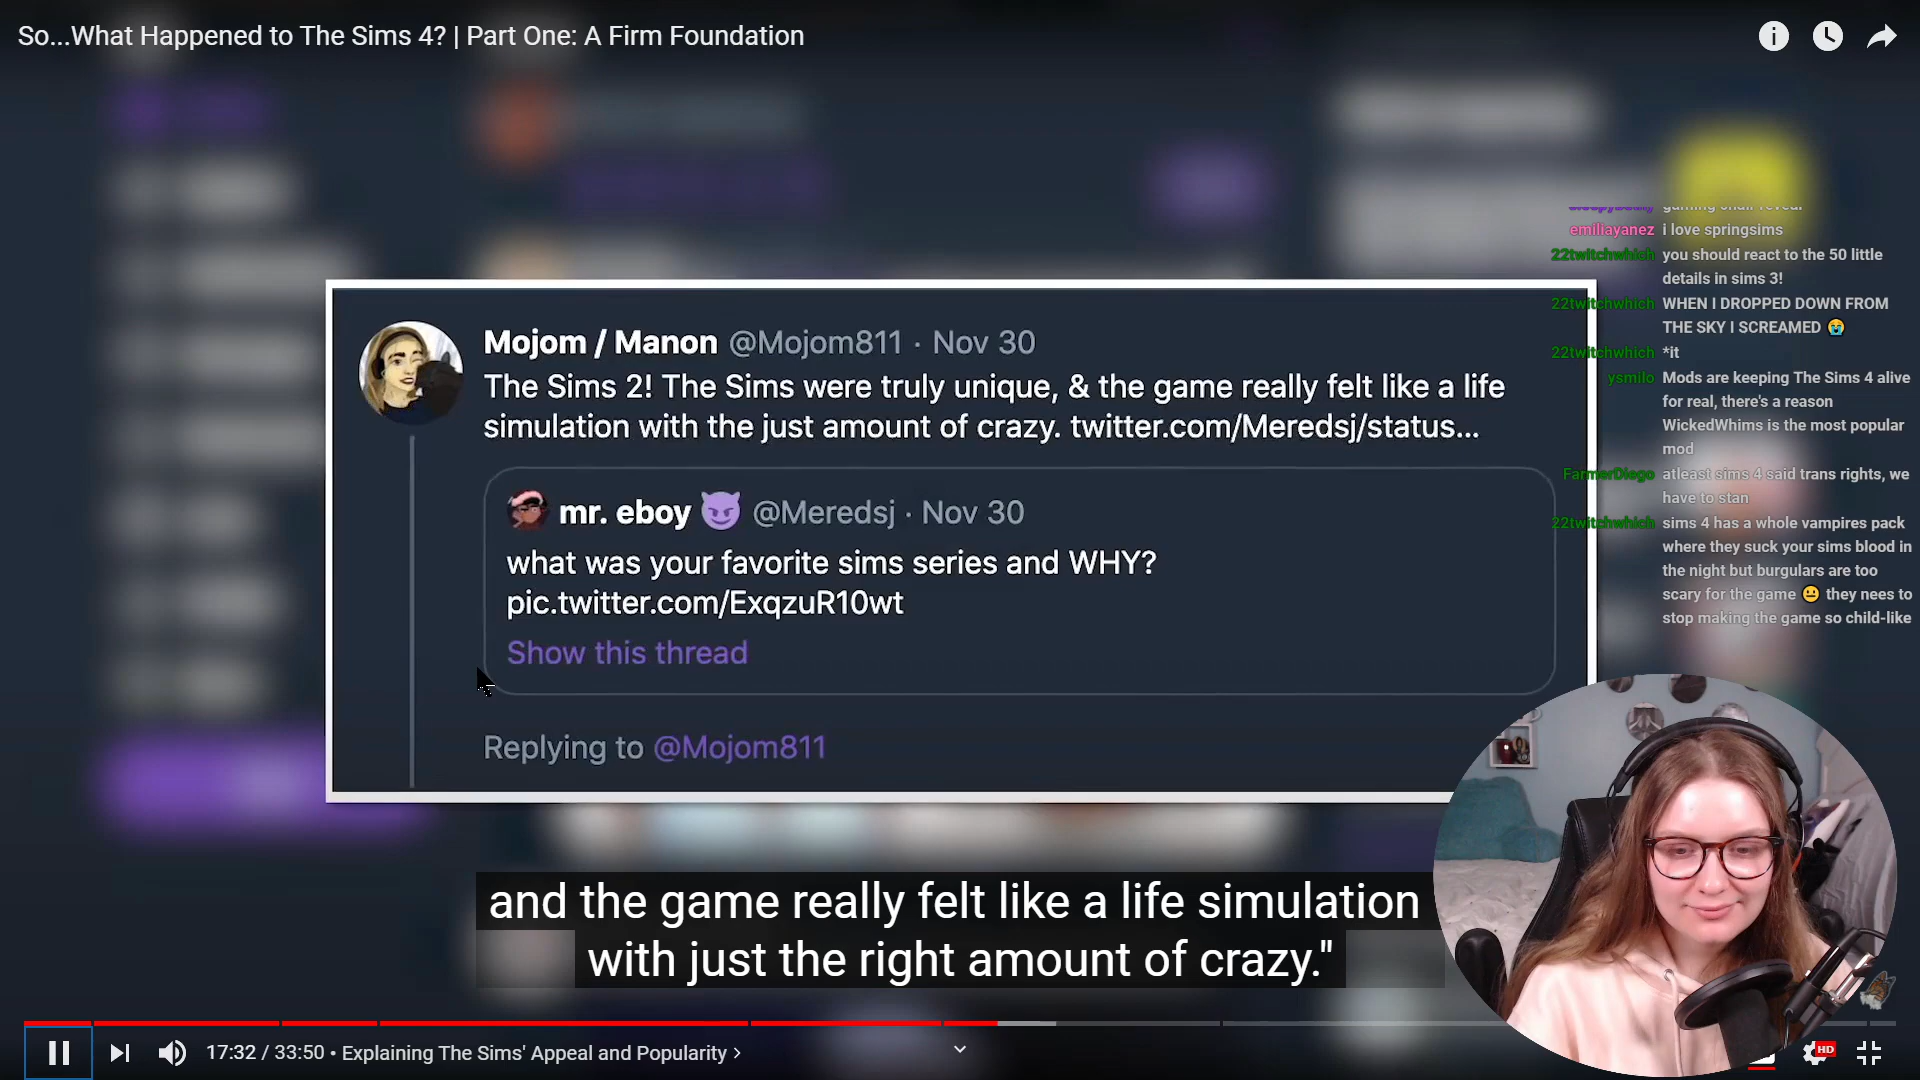 So...What Happened to The Sims 4? | Part One: A Firm Foundation
gaming chair reveal
emiliayanez i love springsims
22twitchwhich you should react to the 50 little
details in sims 3!
22twitchwhich WHEN I DROPPED DOWN FROM
THE SKY I SCREAMED 😭
22twitchwhich *it
ysmilo Mods are keeping The Sims 4 alive
for real, there's a reason
WickedWhims is the most popular
mod
FarmerDiego atleast sims 4 said trans rights, we
have to stan
22twitchwhich sims 4 has a whole vampires pack
where they suck your sims blood in
the night but burgulars are too
scary for the game 😐 they nees to
stop making the game so child-like
Mojom / Manon @Mojom811 · Nov 30
The Sims 2! The Sims were truly unique, & the game really felt like a life
simulation with the just amount of crazy. twitter.com/Meredsj/status...
mr. eboy 😈 @Meredsj · Nov 30
what was your favorite sims series and WHY?
pic.twitter.com/ExqzuR10wt
Show this thread
Replying to @Mojom811
and the game really felt like a life simulation
with just the right amount of crazy."
17:32 / 33:50 • Explaining The Sims' Appeal and Popularity >
HD